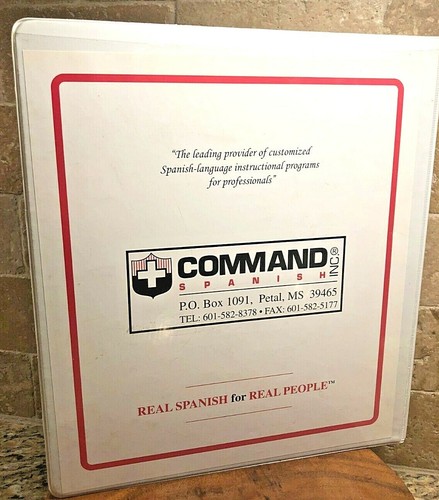 “The leading provider of customized
Spanish-language instructional programs
for professionals”
COMMAND
SPANISH INC.®
P.O. Box 1091, Petal, MS 39465
TEL: 601-582-8378 • FAX: 601-582-5177
REAL SPANISH for REAL PEOPLE™